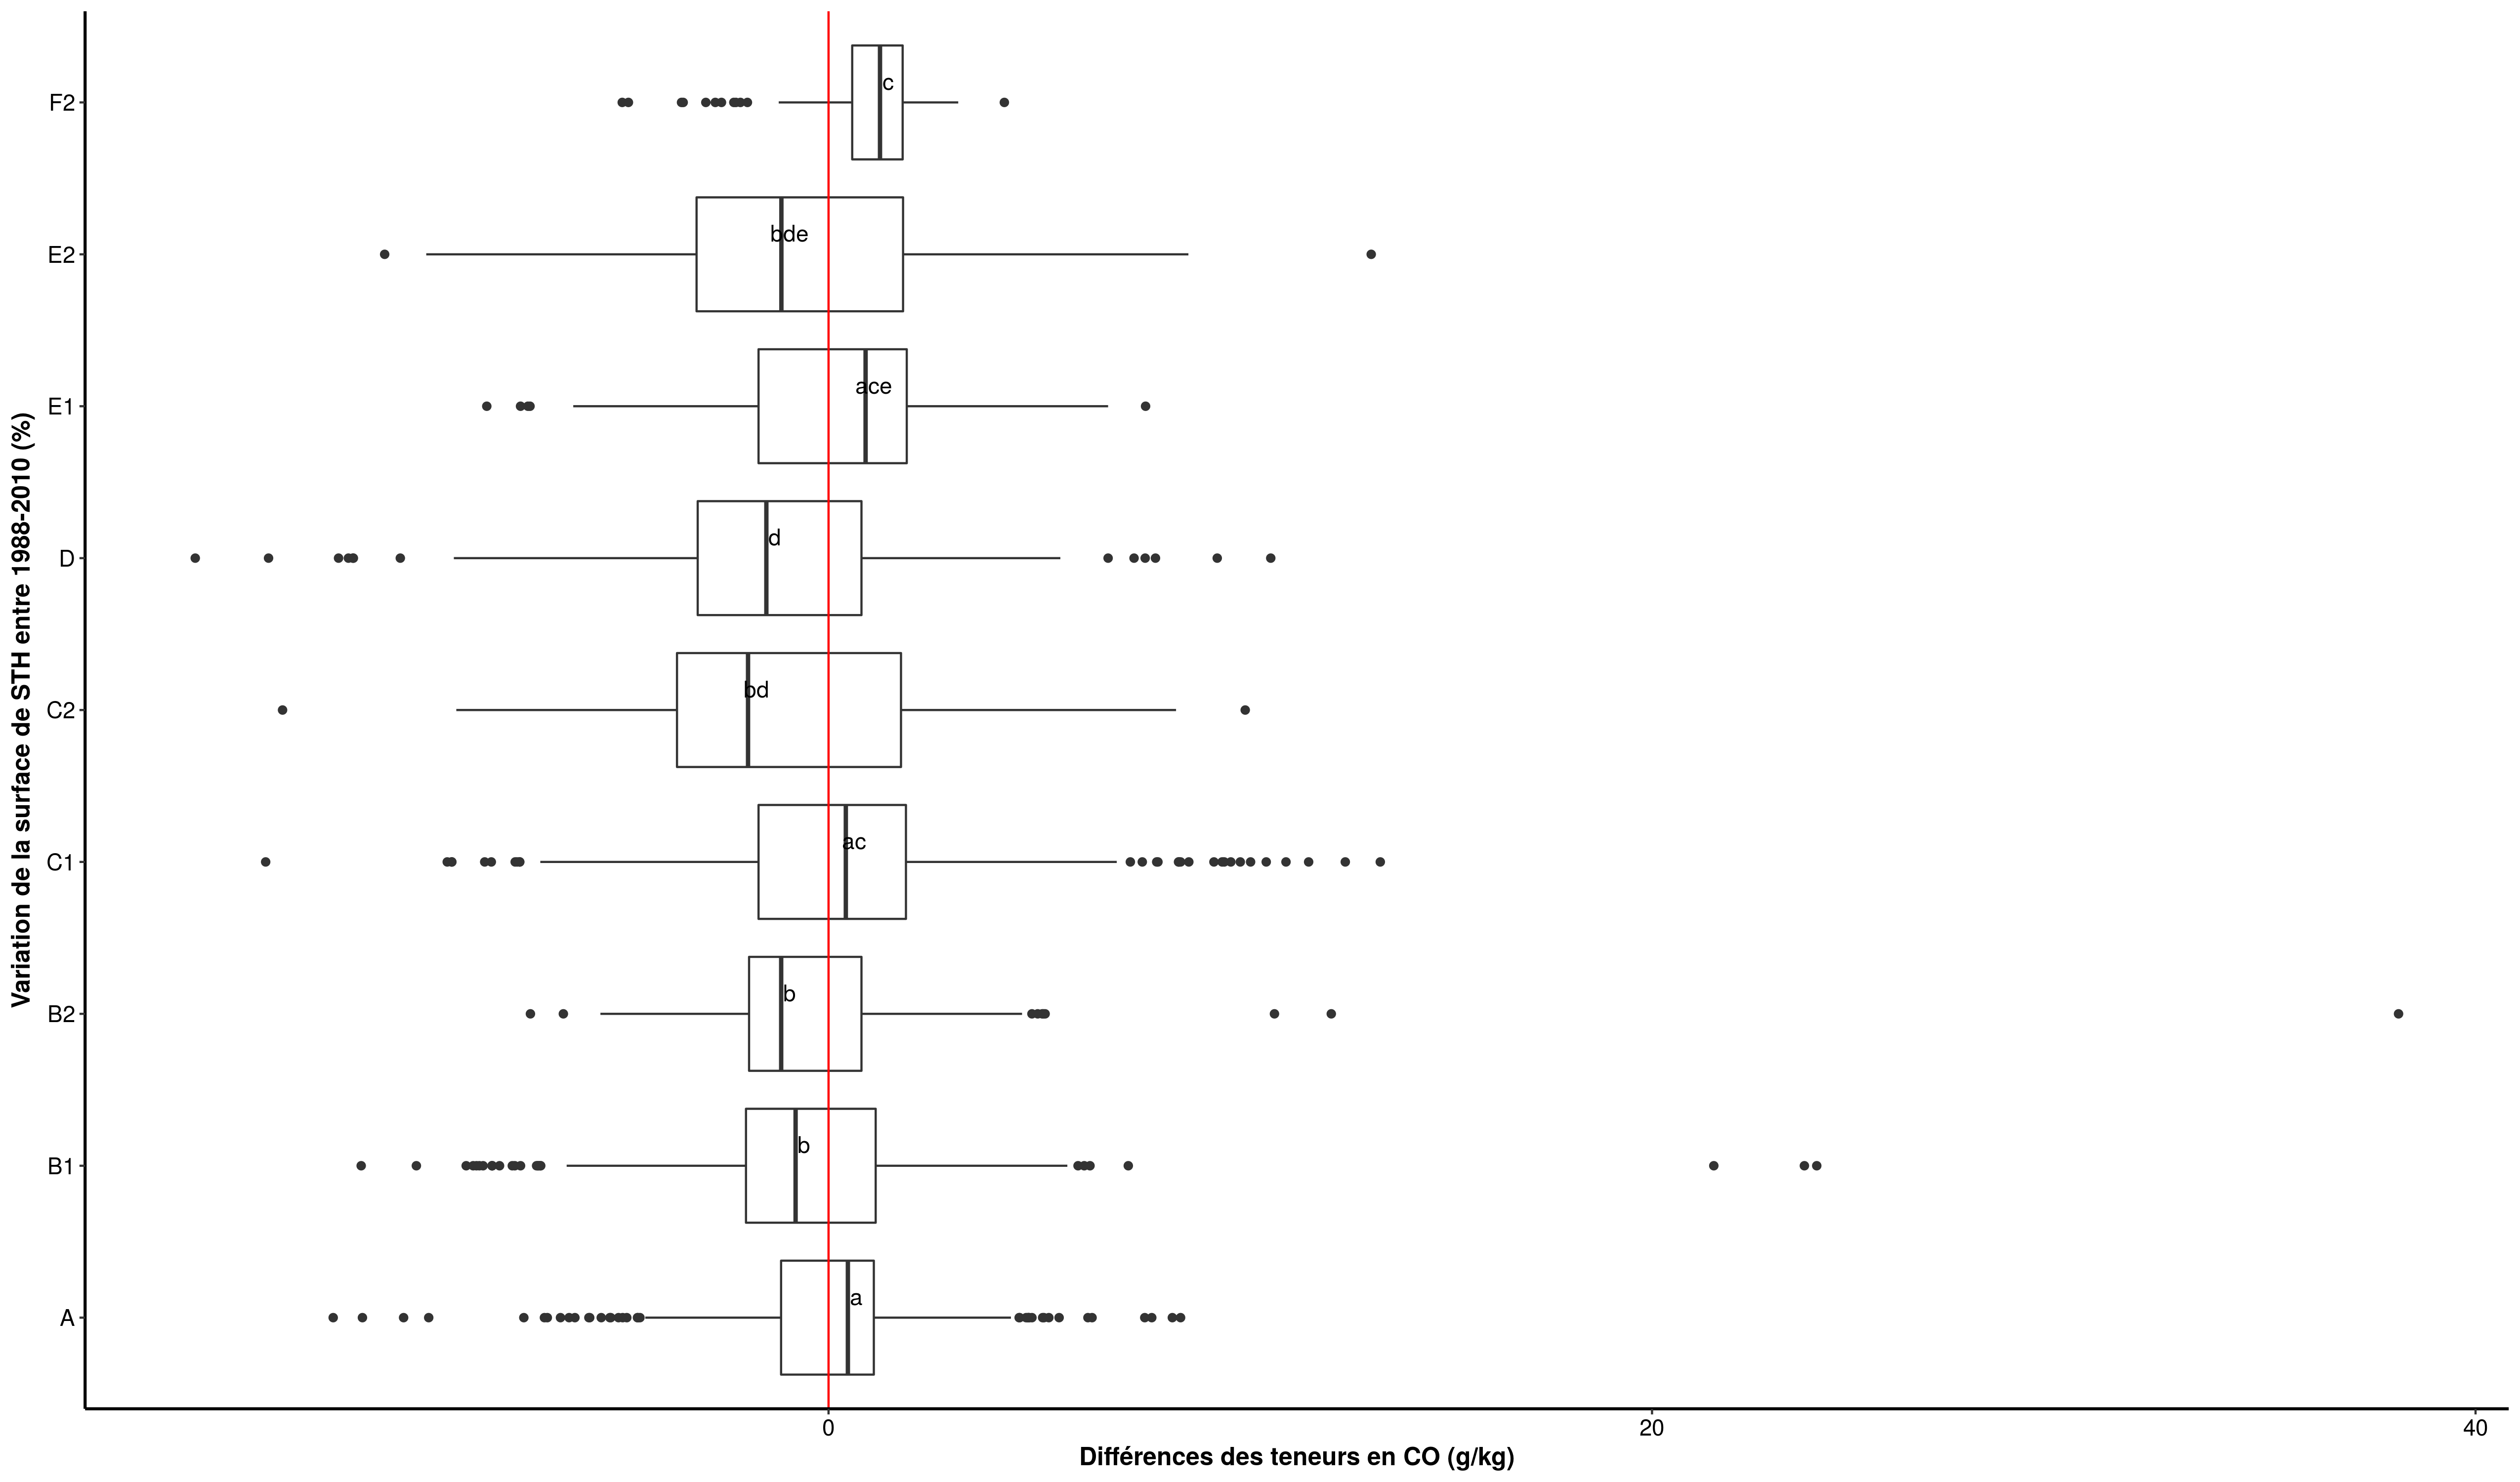 Variation de la surface de STH entre 1988-2010 (%)
F2
c
E2
bde
E1
ace
D
d
C2
bd
C1
ac
B2
b
B1
b
A
a
0 20 40
Différences des teneurs en CO (g/kg)